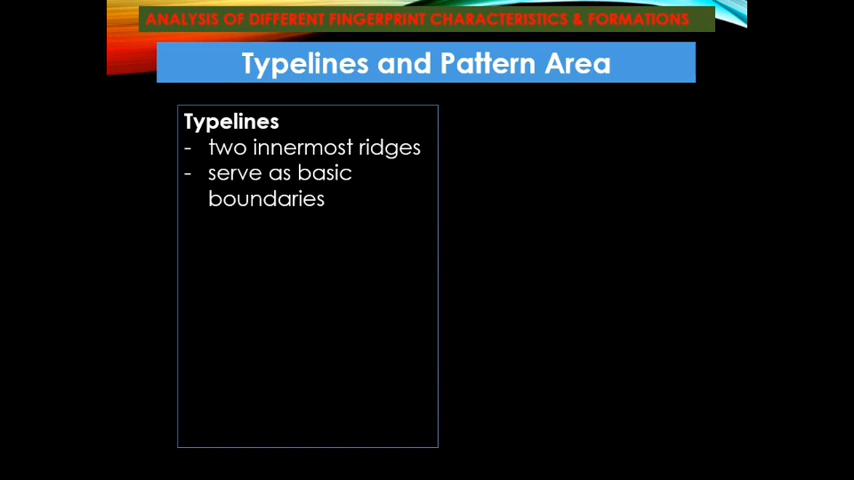 ANALYSIS OF DIFFERENT FINGERPRINT CHARACTERISTICS & FORMATIONS
Typelines and Pattern Area
Typelines
- two innermost ridges
- serve as basic
boundaries